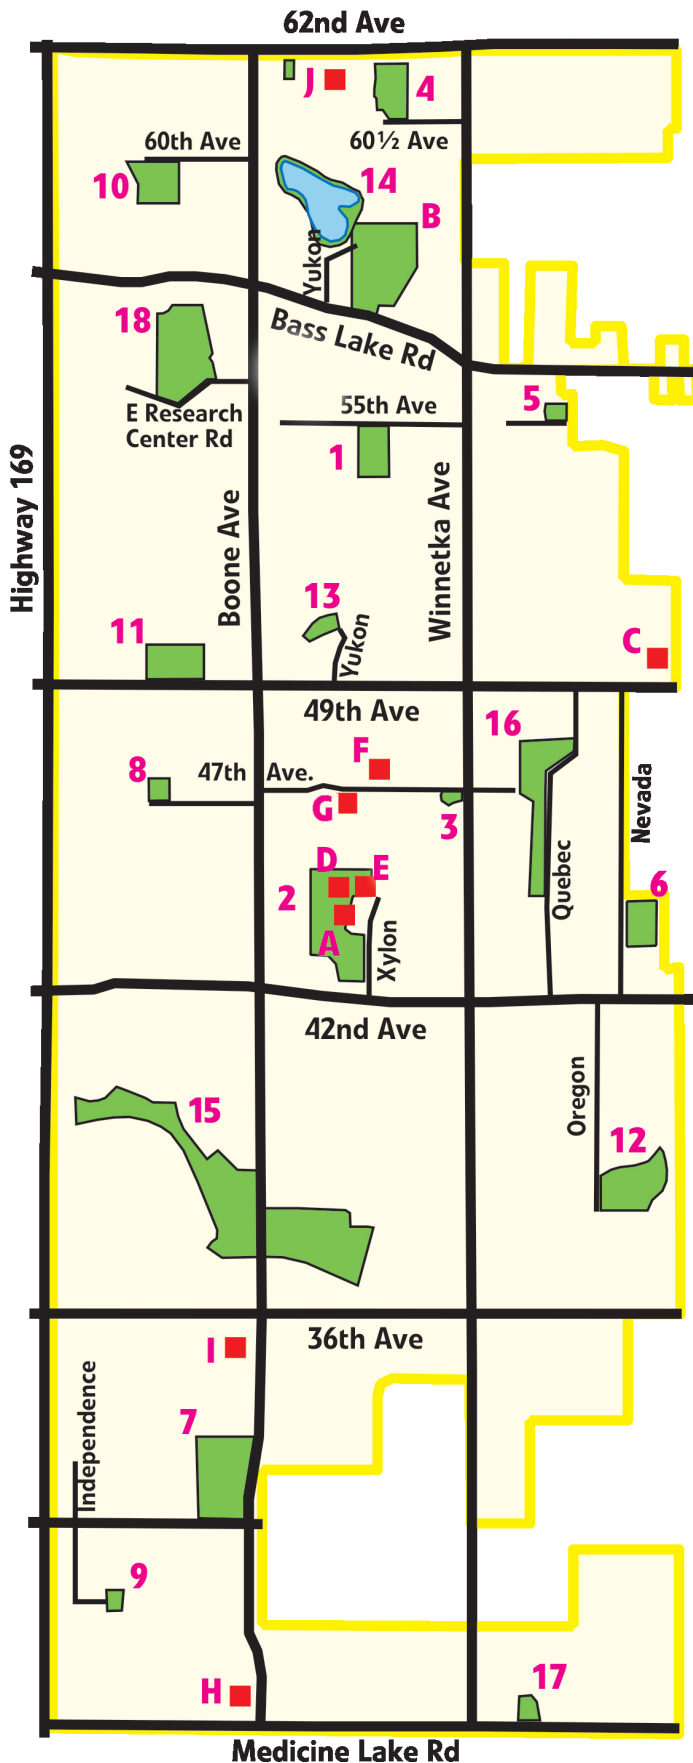 62nd Ave
J
4
60th Ave
60½ Ave
10
14
B
Yukon
18
Bass Lake Rd
5
55th Ave
E Research
Center Rd
1
Highway 169
Boone Ave
Winnetka Ave
13
11
Yukon
C
49th Ave
16
F
8
47th Ave.
G
3
Nevada
Quebec
D
E
2
6
A
Xylon
42nd Ave
Oregon
15
12
36th Ave
I
Independence
7
9
17
H
Medicine Lake Rd